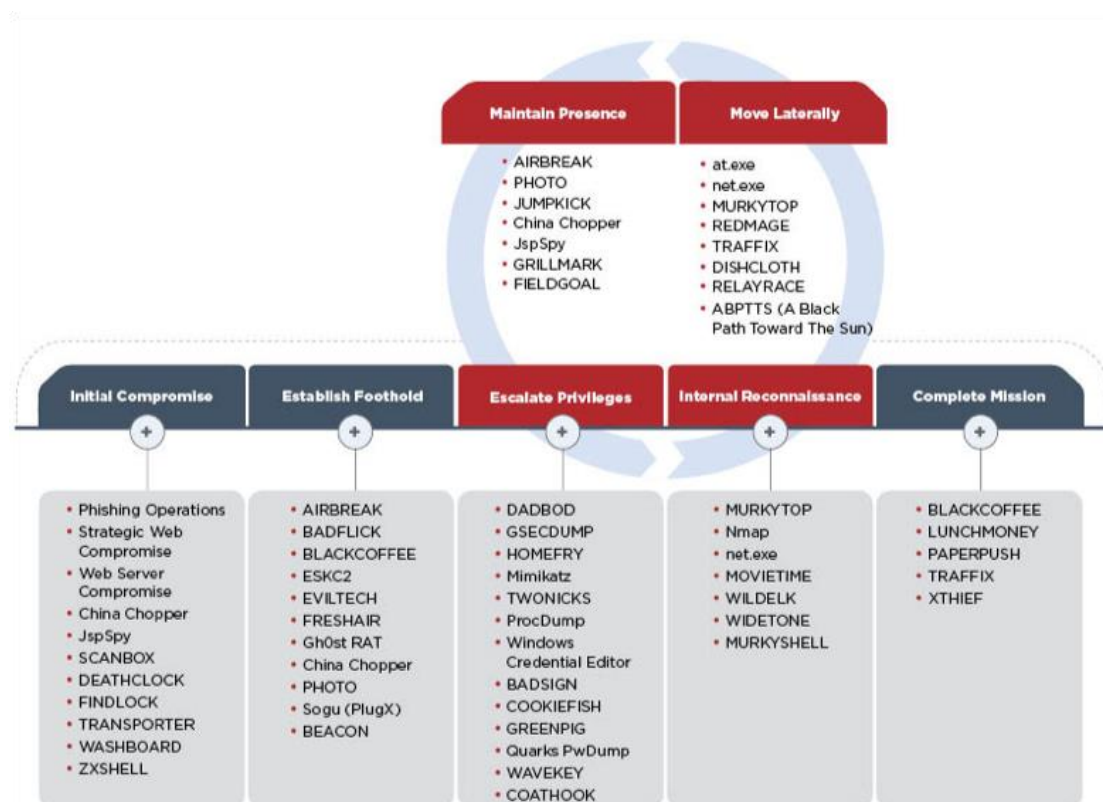 Maintain Presence
• AIRBREAK
• PHOTO
• JUMPKICK
• China Chopper
• JspSpy
• GRILLMARK
• FIELDGOAL
Move Laterally
• at.exe
• net.exe
• MURKYTOP
• REDMAGE
• TRAFFIX
• DISHCLOTH
• RELAYRACE
• ABPTTS (A Black
Path Toward The Sun)
Initial Compromise
+
• Phishing Operations
• Strategic Web
Compromise
• Web Server
Compromise
• China Chopper
• JspSpy
• SCANBOX
• DEATHCLOCK
• FINDLOCK
• TRANSPORTER
• WASHBOARD
• ZXSHELL
Establish Foothold
+
• AIRBREAK
• BADFLICK
• BLACKCOFFEE
• ESKC2
• EVILTECH
• FRESHAIR
• Gh0st RAT
• China Chopper
• PHOTO
• Sogu (PlugX)
• BEACON
Escalate Privileges
+
• DADBOD
• GSECDUMP
• HOMEFRY
• Mimikatz
• TWONICKS
• ProcDump
• Windows
Credential Editor
• BADSIGN
• COOKIEFISH
• GREENPIG
• Quarks PwDump
• WAVEKEY
• COATHOOK
Internal Reconnaissance
+
• MURKYTOP
• Nmap
• net.exe
• MOVIETIME
• WILDELK
• WIDETONE
• MURKYSHELL
Complete Mission
+
• BLACKCOFFEE
• LUNCHMONEY
• PAPERPUSH
• TRAFFIX
• XTHIEF